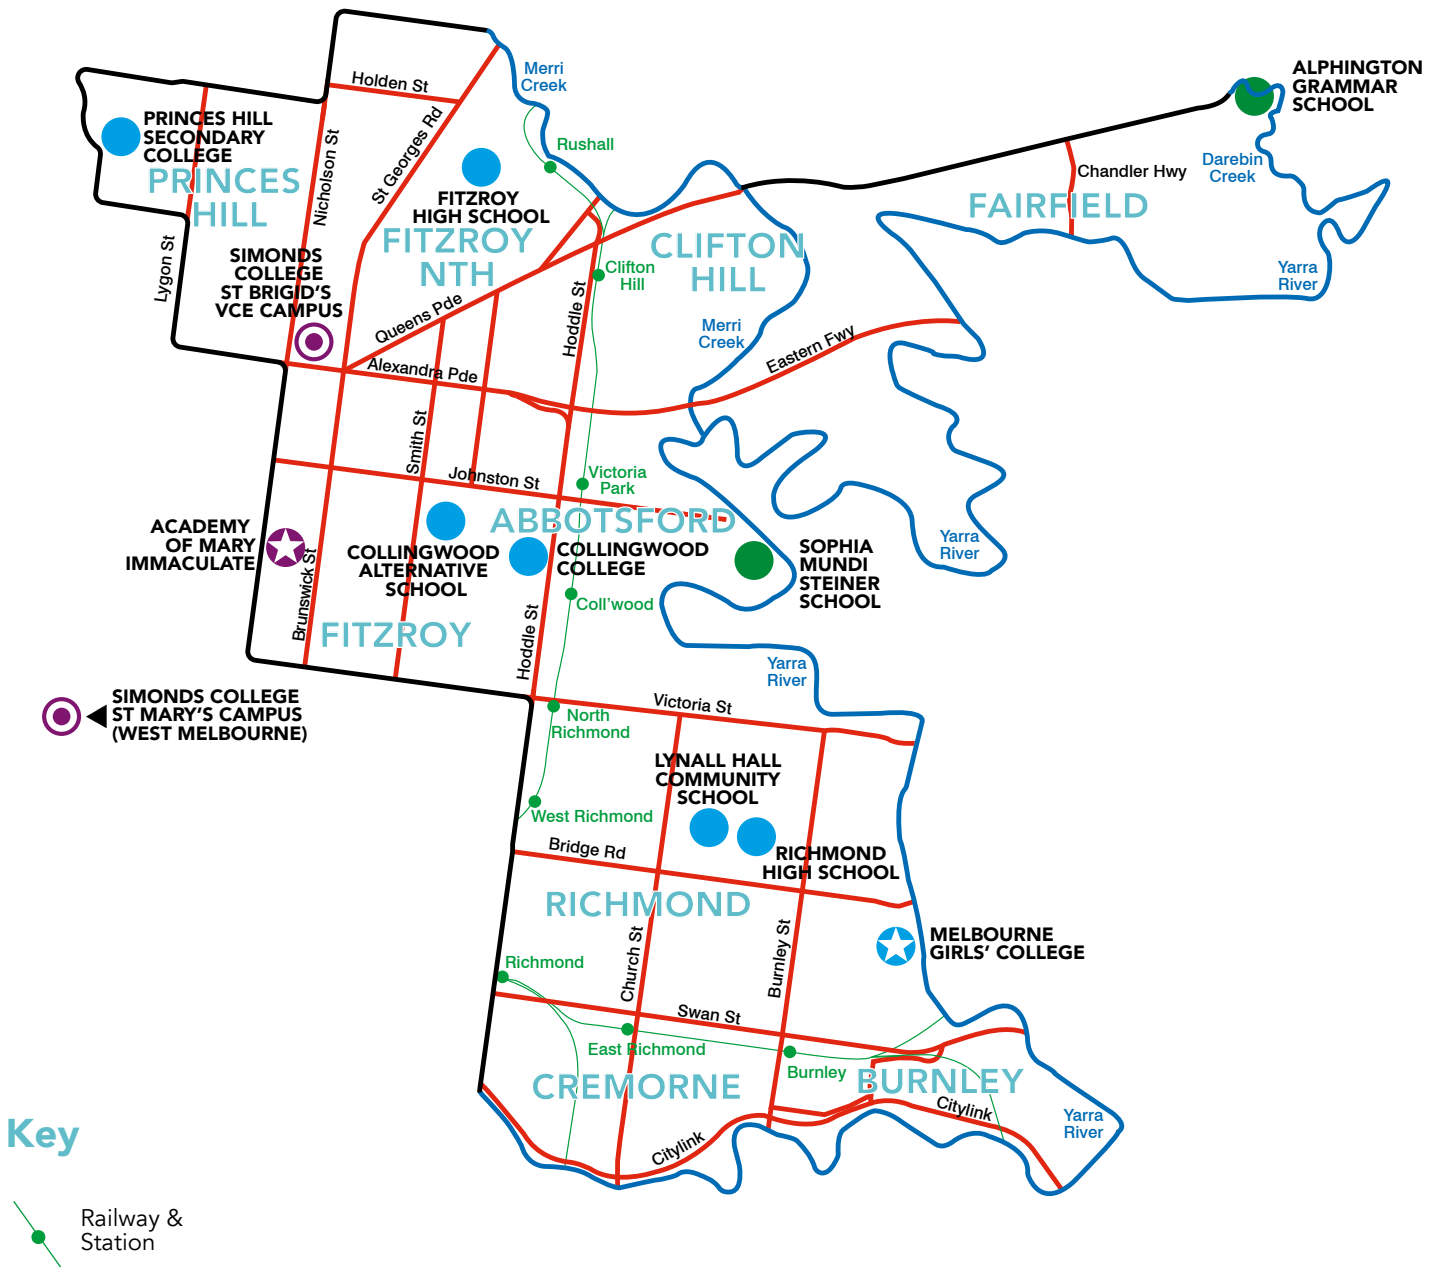 Merri
Creek
Holden St
ALPHINGTON
GRAMMAR
SCHOOL
PRINCES HILL
SECONDARY
COLLEGE
PRINCES
HILL
Nicholson St
St Georges Rd
Rushall
FITZROY
HIGH SCHOOL
FITZROY
NTH
Chandler Hwy
Darebin
Creek
FAIRFIELD
CLIFTON
HILL
Lygon St
SIMONDS
COLLEGE
ST BRIGID'S
VCE CAMPUS
Clifton
Hill
Yarra
River
Queens Pde
Hoddle St
Merri
Creek
Eastern Fwy
Alexandra Pde
Smith St
Johnston St
Victoria
Park
ABBOTSFORD
ACADEMY
OF MARY
IMMACULATE
Brunswick St
COLLINGWOOD
ALTERNATIVE
SCHOOL
COLLINGWOOD
COLLEGE
SOPHIA
MUNDI
STEINER
SCHOOL
Yarra
River
Coll'wood
FITZROY
Hoddle St
Yarra
River
SIMONDS COLLEGE
ST MARY'S CAMPUS
(WEST MELBOURNE)
Victoria St
North
Richmond
LYNALL HALL
COMMUNITY
SCHOOL
West Richmond
Bridge Rd
RICHMOND
HIGH SCHOOL
RICHMOND
Church St
Burnley St
MELBOURNE
GIRLS' COLLEGE
Richmond
Swan St
East Richmond
Burnley
CREMORNE
BURNLEY
Citylink
Citylink
Yarra
River
Key
Railway &
Station